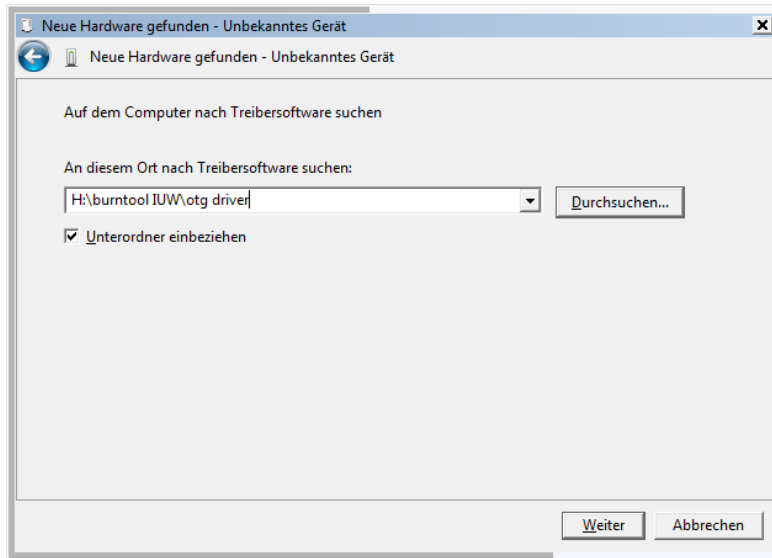 Neue Hardware gefunden - Unbekanntes Gerät
Neue Hardware gefunden - Unbekanntes Gerät
Auf dem Computer nach Treibersoftware suchen
An diesem Ort nach Treibersoftware suchen:
H:\burntool IUW\otg driver
Durchsuchen...
Unterordner einbeziehen
Weiter
Abbrechen